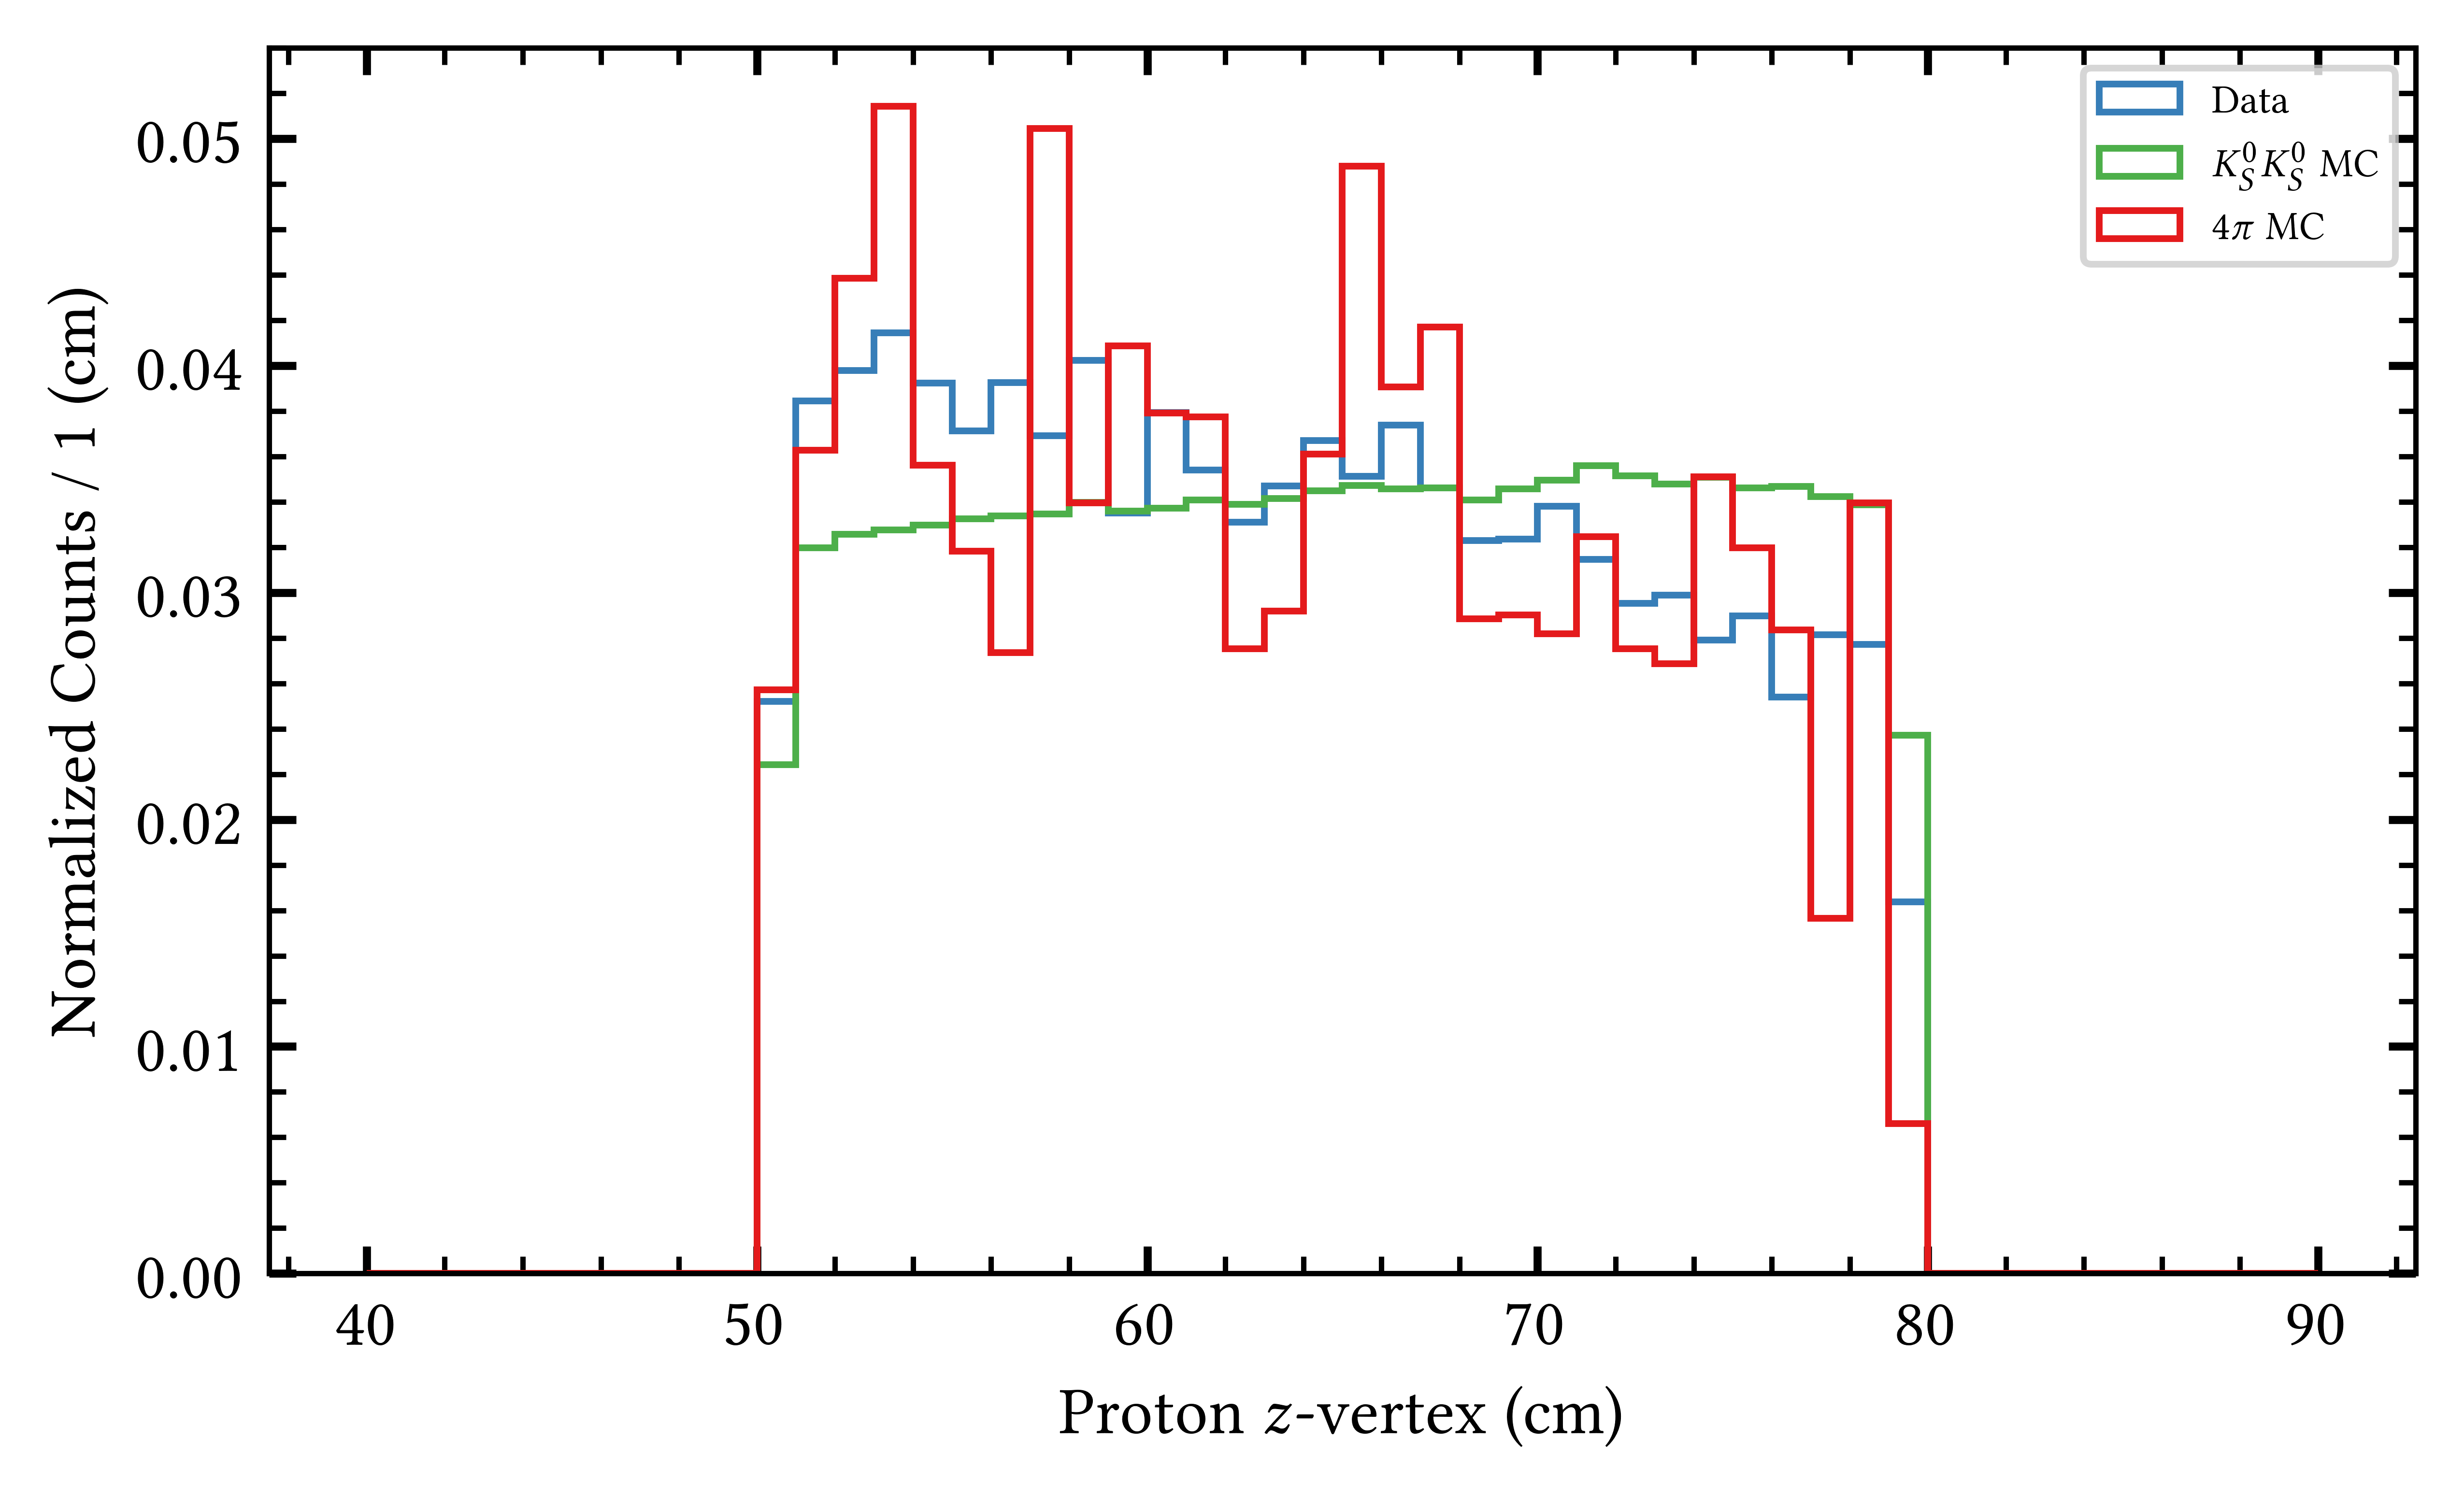 Data
K_S^0 K_S^0 MC
4π MC
Normalized Counts / 1 (cm)
0.05
0.04
0.03
0.02
0.01
0.00
40 50 60 70 80 90
Proton z-vertex (cm)